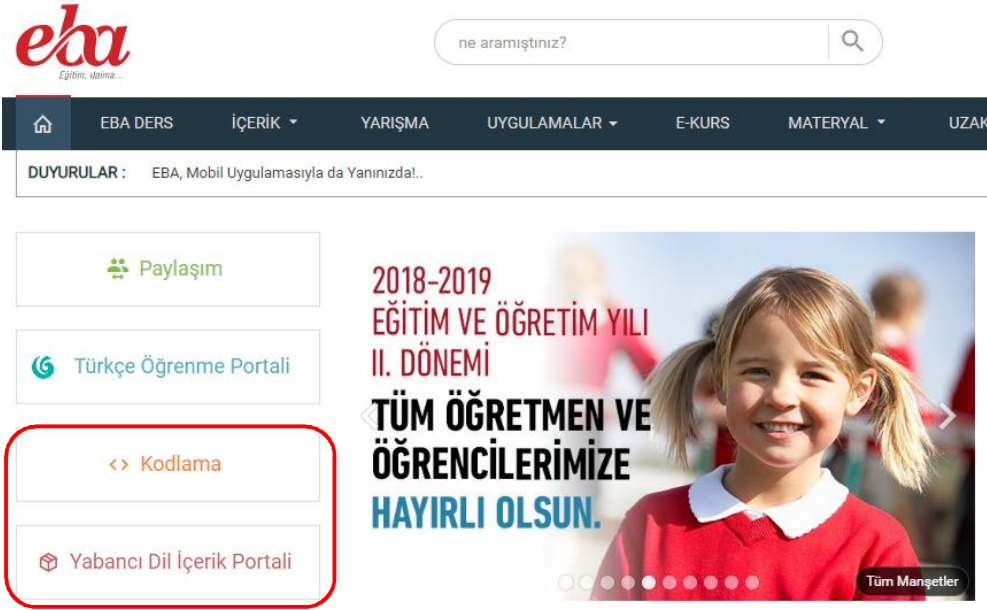 eba
Eğitim, daima...
ne aramıştınız?
EBA DERS İÇERİK YARIŞMA UYGULAMALAR E-KURS MATERYAL UZAK
DUYURULAR : EBA, Mobil Uygulamasıyla da Yanınızda!..
Paylaşım
Türkçe Öğrenme Portali
Kodlama
Yabancı Dil İçerik Portali
2018-2019
EĞİTİM VE ÖĞRETİM YILI
II. DÖNEMİ
TÜM ÖĞRETMEN VE
ÖĞRENCİLERİMİZE
HAYIRLI OLSUN.
Tüm Manşetler